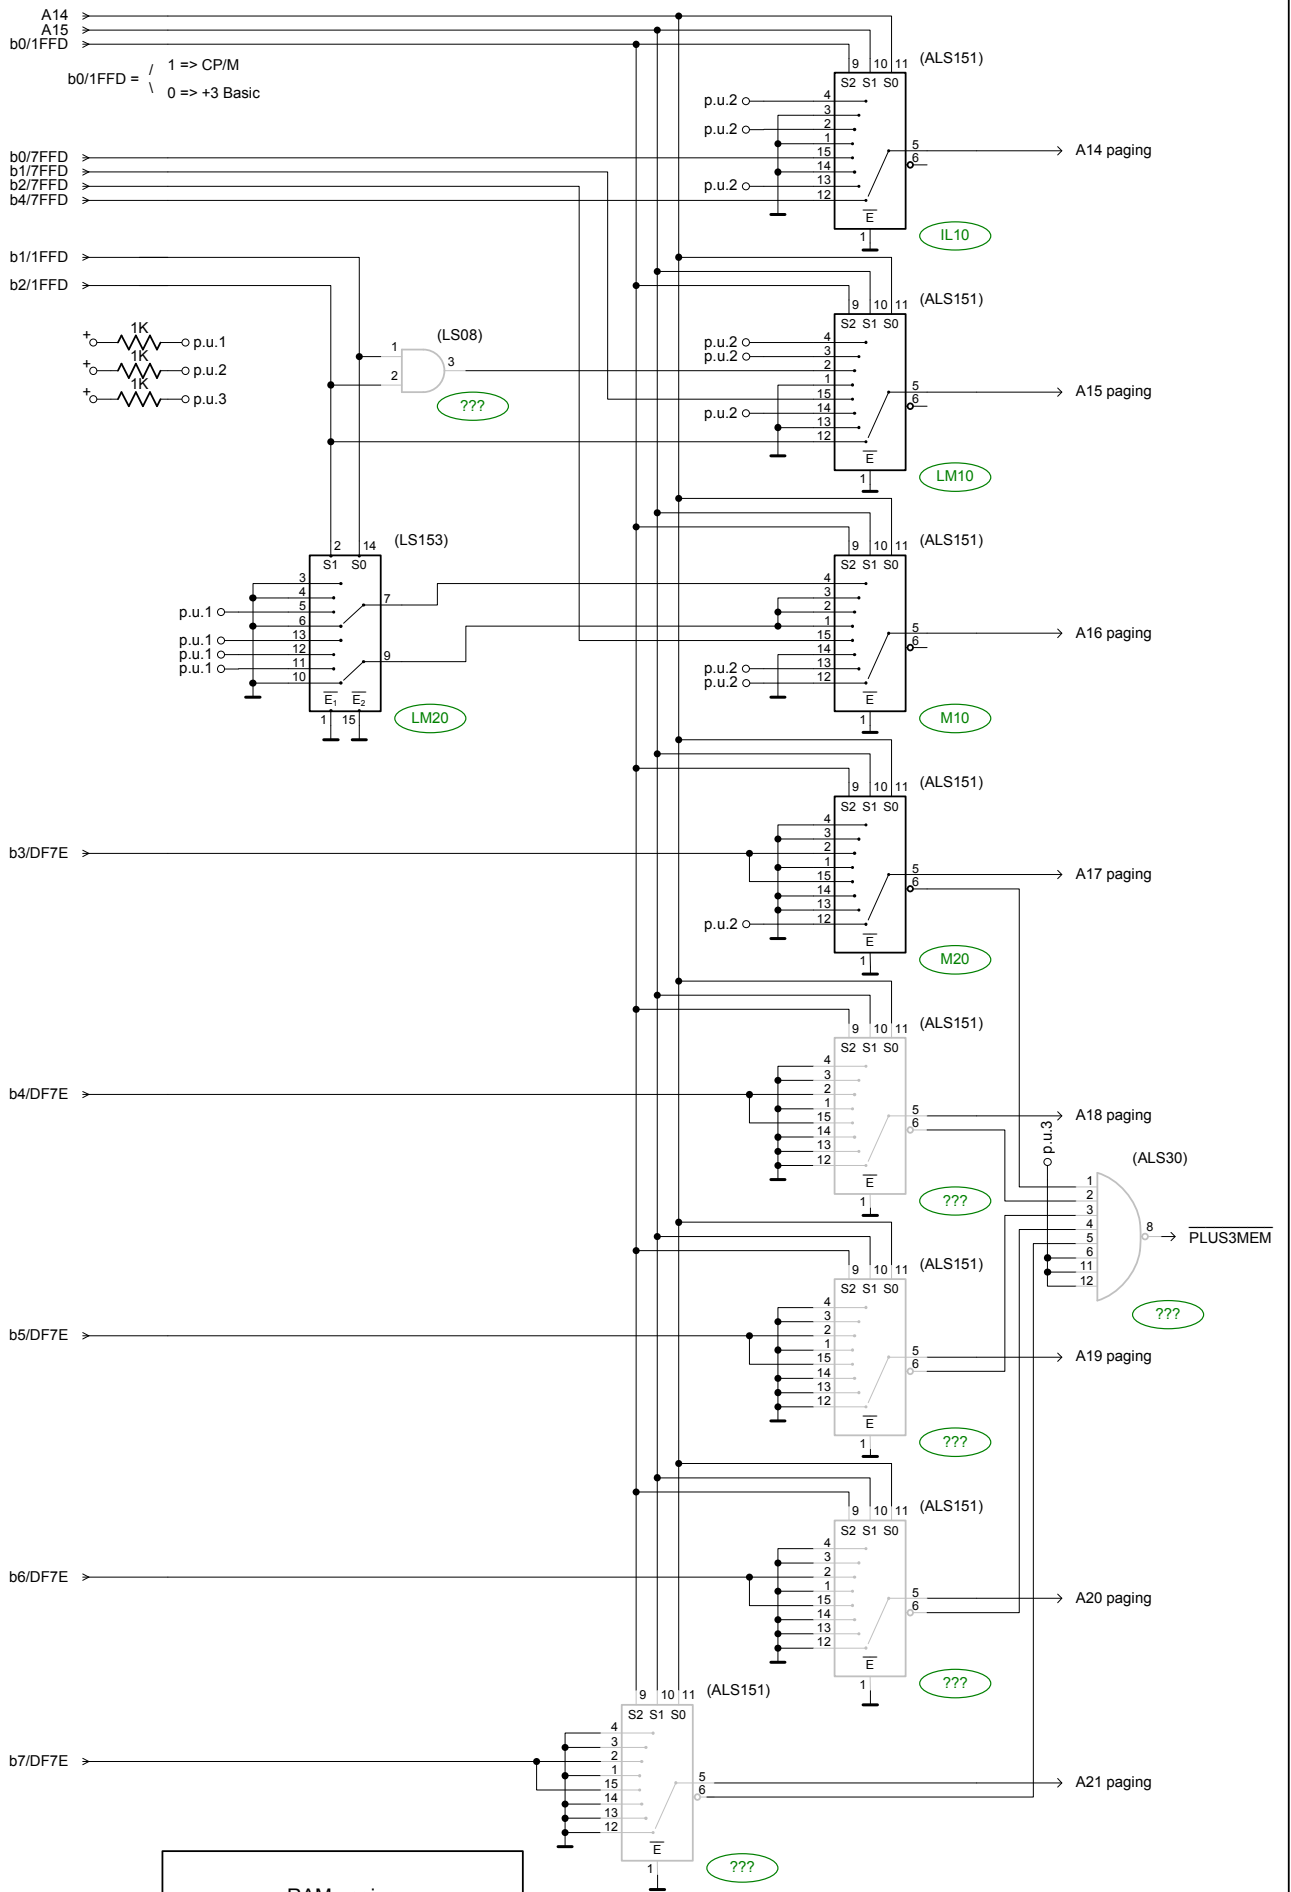 A14
A15
b0/1FFD
b0/1FFD = / 1 => CP/M
\ 0 => +3 Basic
b0/7FFD
b1/7FFD
b2/7FFD
b4/7FFD
b1/1FFD
b2/1FFD
+ 1K p.u.1
+ 1K p.u.2
+ 1K p.u.3
(ALS151)
9 10 11
S2 S1 S0
p.u.2 4
3
p.u.2 2
1
15
14
p.u.2 13
12
5
6
A14 paging
E
1
IL10
(ALS151)
9 10 11
S2 S1 S0
p.u.2 4
p.u.2 3
2
1
15
p.u.2 14
13
12
5
6
A15 paging
E
1
LM10
(LS08)
1
2
3
???
(LS153)
2 14
S1 S0
3
4
p.u.1 5
6
p.u.1 13
p.u.1 12
p.u.1 11
10
7
9
E1 E2
1 15
LM20
(ALS151)
9 10 11
S2 S1 S0
4
3
2
1
15
14
p.u.2 13
p.u.2 12
5
6
A16 paging
E
1
M10
b3/DF7E
(ALS151)
9 10 11
S2 S1 S0
4
3
2
1
15
14
13
p.u.2 12
5
6
A17 paging
E
1
M20
b4/DF7E
(ALS151)
9 10 11
S2 S1 S0
4
3
2
1
15
14
13
12
5
6
A18 paging
E
1
???
p.u.3
(ALS30)
1
2
3
4
5
6
11
12
8
PLUS3MEM
???
b5/DF7E
(ALS151)
9 10 11
S2 S1 S0
4
3
2
1
15
14
13
12
5
6
A19 paging
E
1
???
b6/DF7E
(ALS151)
9 10 11
S2 S1 S0
4
3
2
1
15
14
13
12
5
6
A20 paging
E
1
???
b7/DF7E
(ALS151)
9 10 11
S2 S1 S0
4
3
2
1
15
14
13
12
5
6
A21 paging
E
1
???